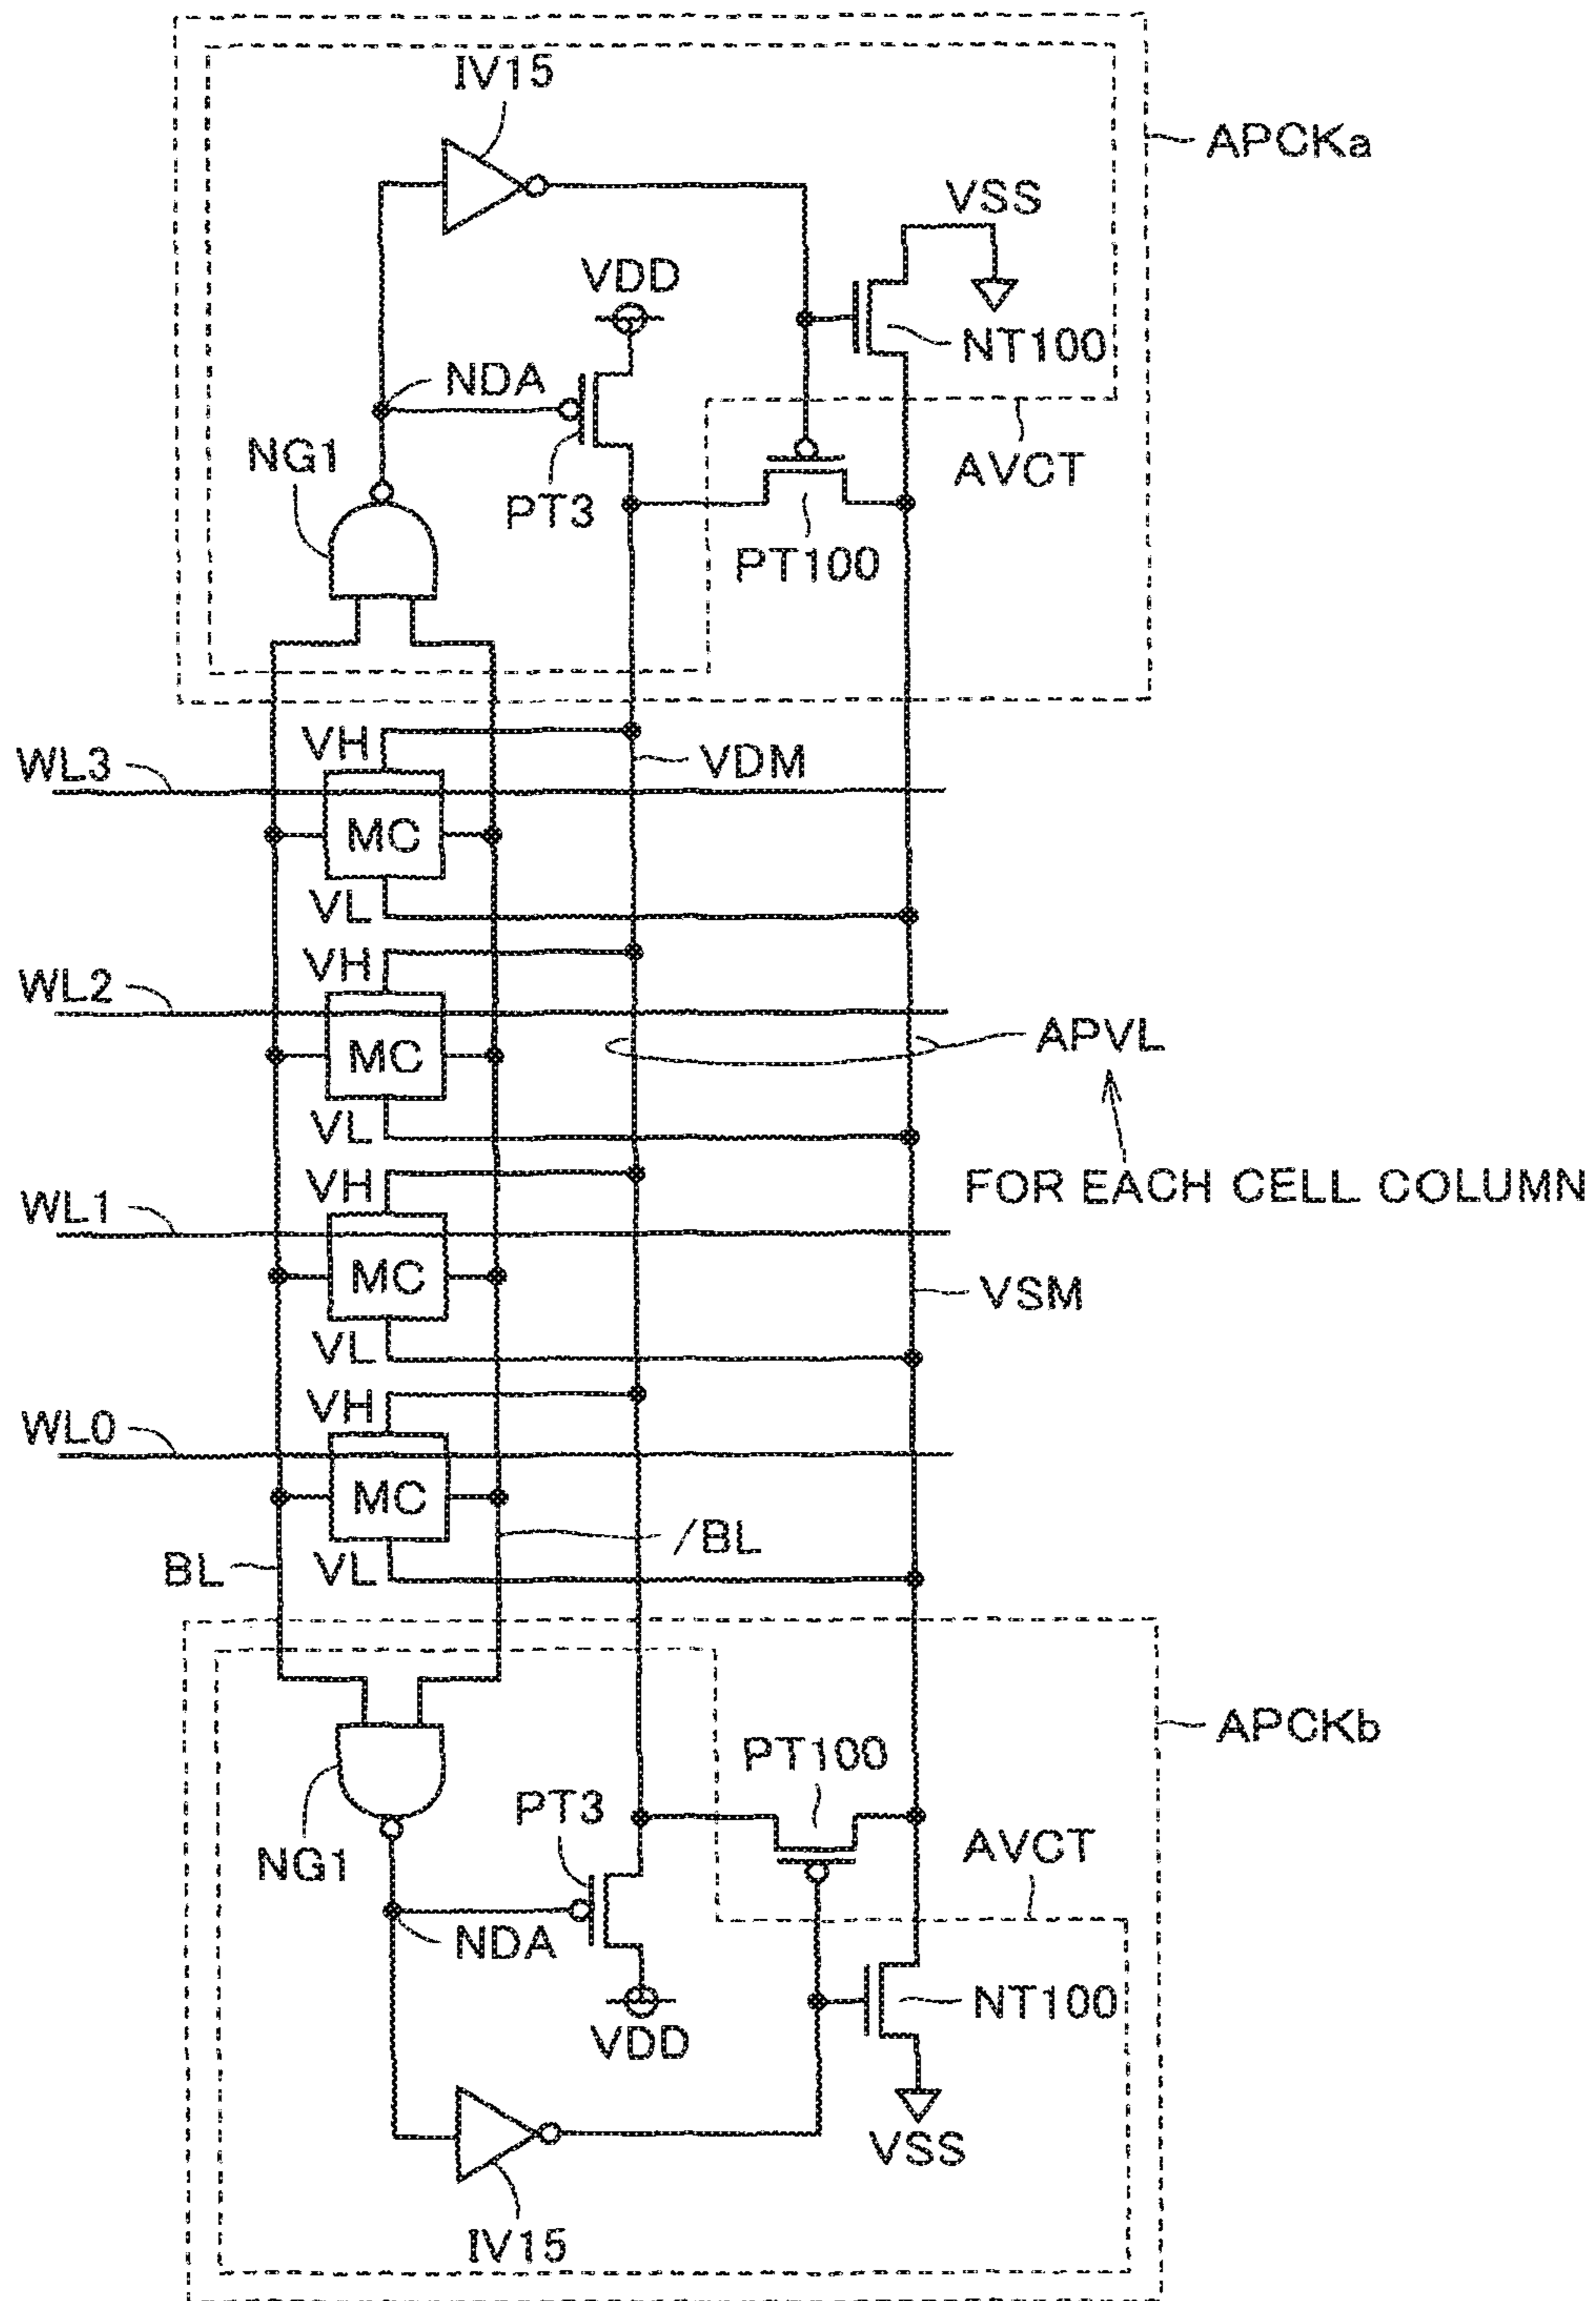 IV15
APCKa
VSS
VDD
NT100
NDA
NG1
AVCT
PT3
PT100
VH
VDM
WL3
MC
VL
VH
WL2
APVL
MC
VL
VH
FOR EACH CELL COLUMN
WL1
MC
VSM
VL
VH
WL0
MC
/BL
BL
VL
APCKb
PT100
PT3
AVCT
NG1
NDA
NT100
VDD
VSS
IV15